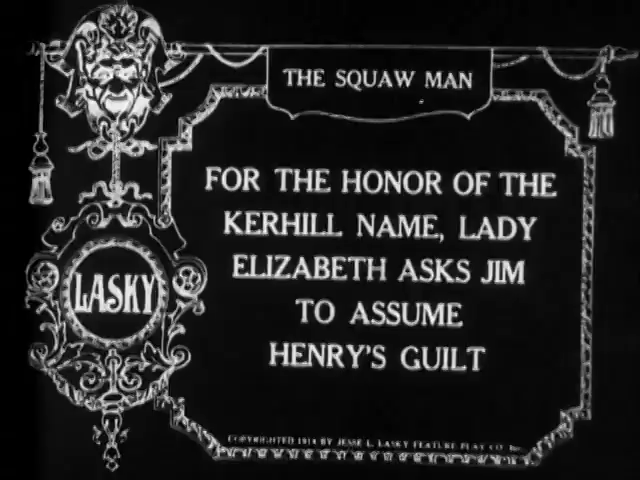 THE SQUAW MAN
FOR THE HONOR OF THE
KERHILL NAME, LADY
ELIZABETH ASKS JIM
TO ASSUME
HENRY'S GUILT
LASKY
COPYRIGHTED 1914 BY JESSE L. LASKY FEATURE PLAY CO. Inc.